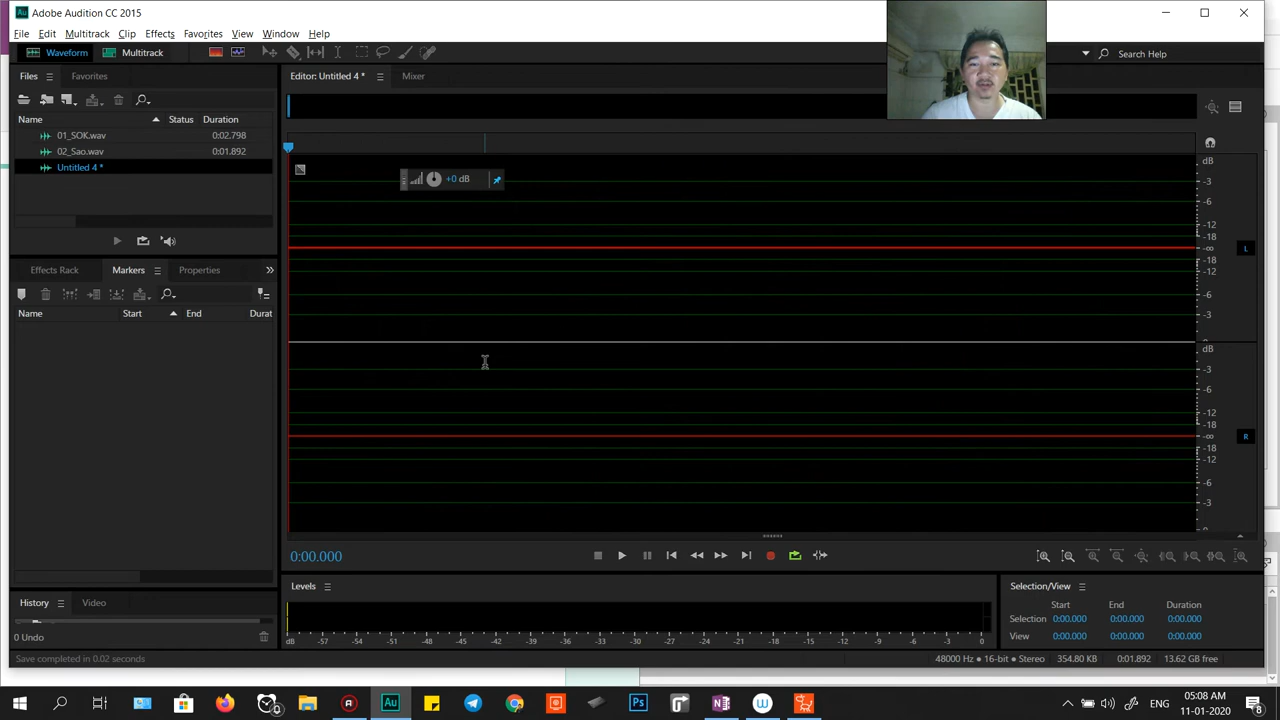 Adobe Audition CC 2015
File Edit Multitrack Clip Effects Favorites View Window Help
Waveform Multitrack Search Help
Files Favorites
Editor: Untitled 4 * Mixer
Name Status Duration
01_SOK.wav 0:02.798
02_Sao.wav 0:01.892
Untitled 4 *
+0 dB
dB
-3
-6
-12
-18
-∞
-18
-12
-6
-3
L
dB
-3
-6
-12
-18
-∞
-18
-12
-6
-3
R
Effects Rack Markers Properties
Name Start End Durat
0:00.000
History Video
0 Undo
Levels
dB -57 -54 -51 -48 -45 -42 -39 -36 -33 -30 -27 -24 -21 -18 -15 -12 -9 -6 -3 0
Selection/View
Start End Duration
Selection 0:00.000 0:00.000 0:00.000
View 0:00.000 0:00.000 0:00.000
Save completed in 0.02 seconds
48000 Hz • 16-bit • Stereo 354.80 KB 0:01.892 13.62 GB free
Au
Ps
N
W
ENG
05:08 AM
11-01-2020
8